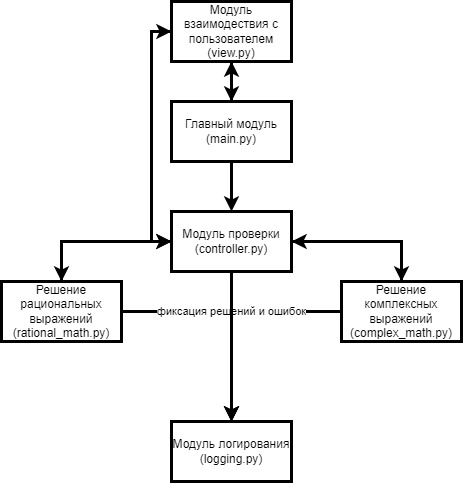 Модуль
взаимодествия с
пользователем
(view.py)
Главный модуль
(main.py)
Модуль проверки
(controller.py)
Решение
рациональных
выражений
(rational_math.py)
фиксация решений и ошибок
Решение
комплексных
выражений
(complex_math.py)
Модуль логирования
(logging.py)